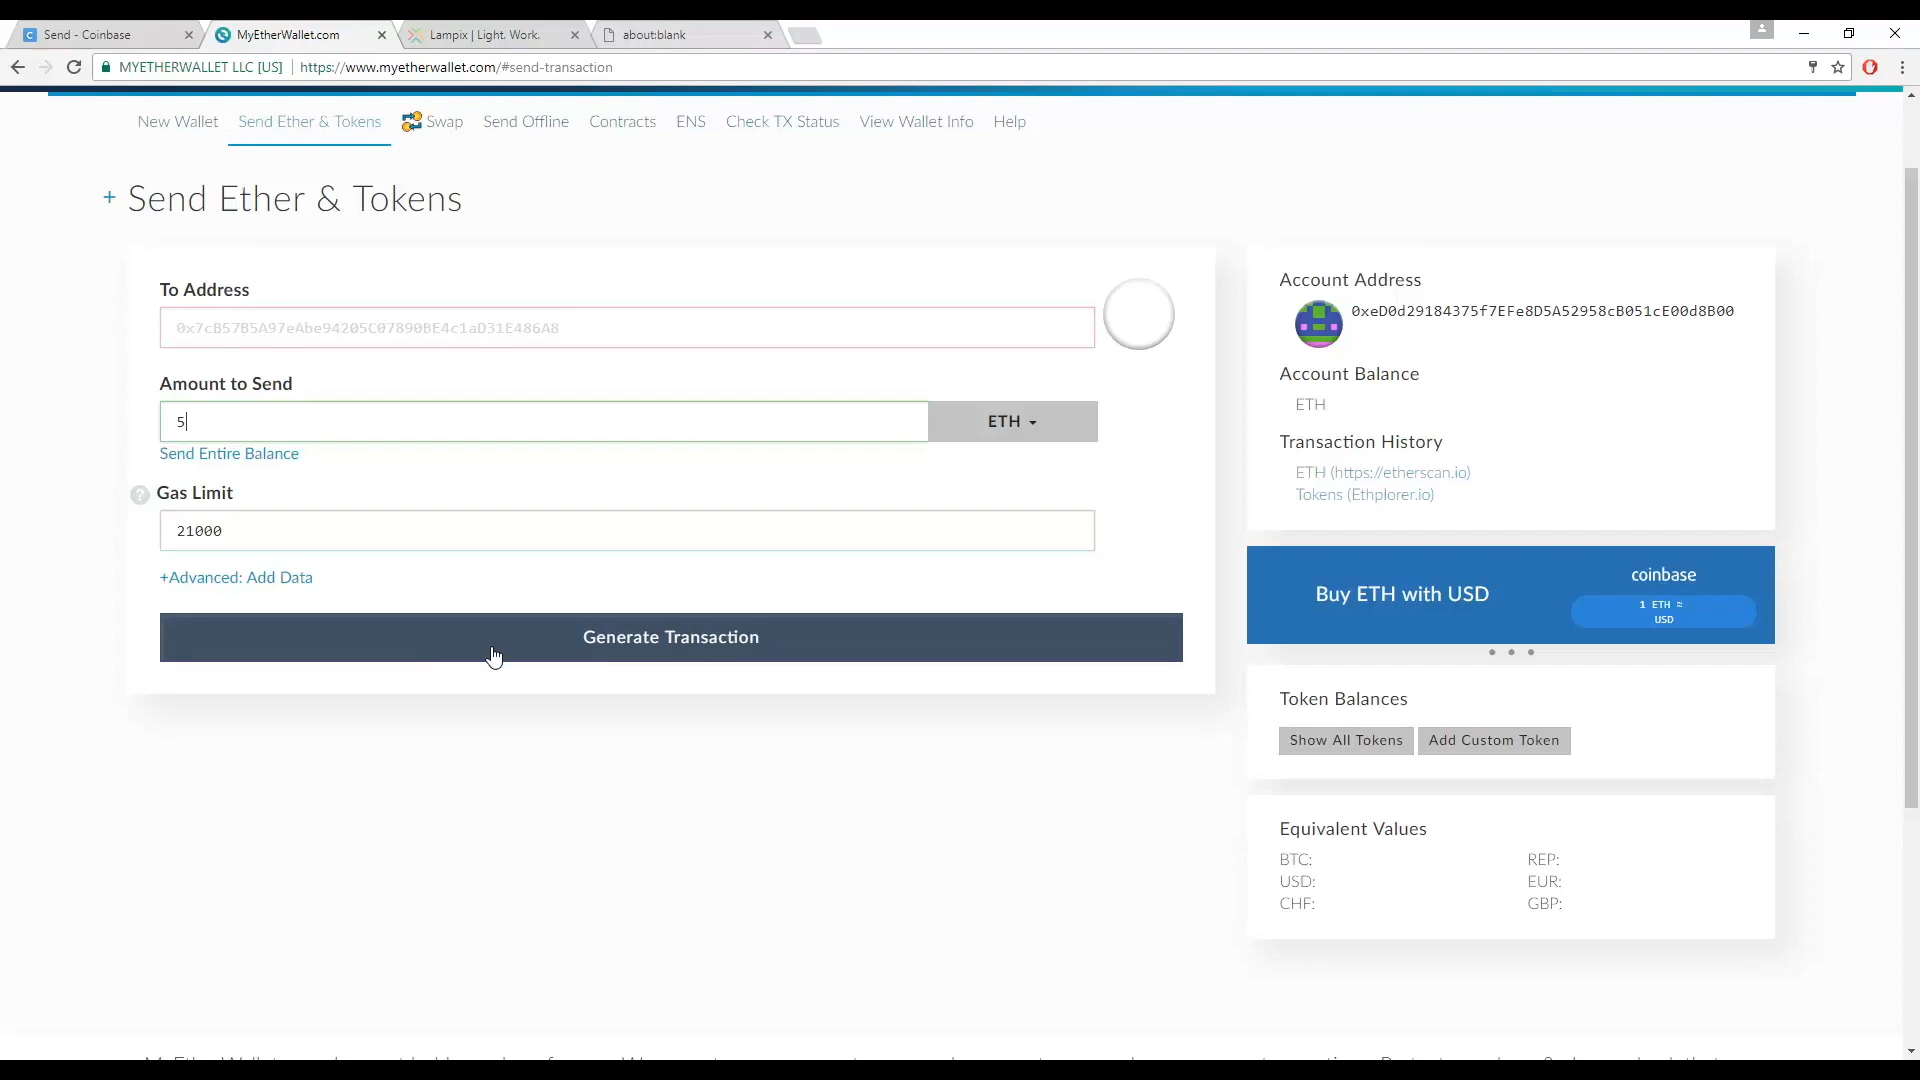 Send - Coinbase
MyEtherWallet.com
Lampix | Light. Work.
about:blank
MYETHERWALLET LLC [US]
https://www.myetherwallet.com/#send-transaction
New Wallet
Send Ether & Tokens
Swap
Send Offline
Contracts
ENS
Check TX Status
View Wallet Info
Help
+ Send Ether & Tokens
To Address
0x7cB57B5A97eAbe94205C07890BE4c1aD31E486A8
Amount to Send
5
ETH
Send Entire Balance
? Gas Limit
21000
+Advanced: Add Data
Generate Transaction
Account Address
0xeD0d29184375f7EFe8D5A52958cB051cE00d8B00
Account Balance
ETH
Transaction History
ETH (https://etherscan.io)
Tokens (Ethplorer.io)
Buy ETH with USD
coinbase
1 ETH ≈
USD
Token Balances
Show All Tokens
Add Custom Token
Equivalent Values
BTC:
REP:
USD:
EUR:
CHF:
GBP: